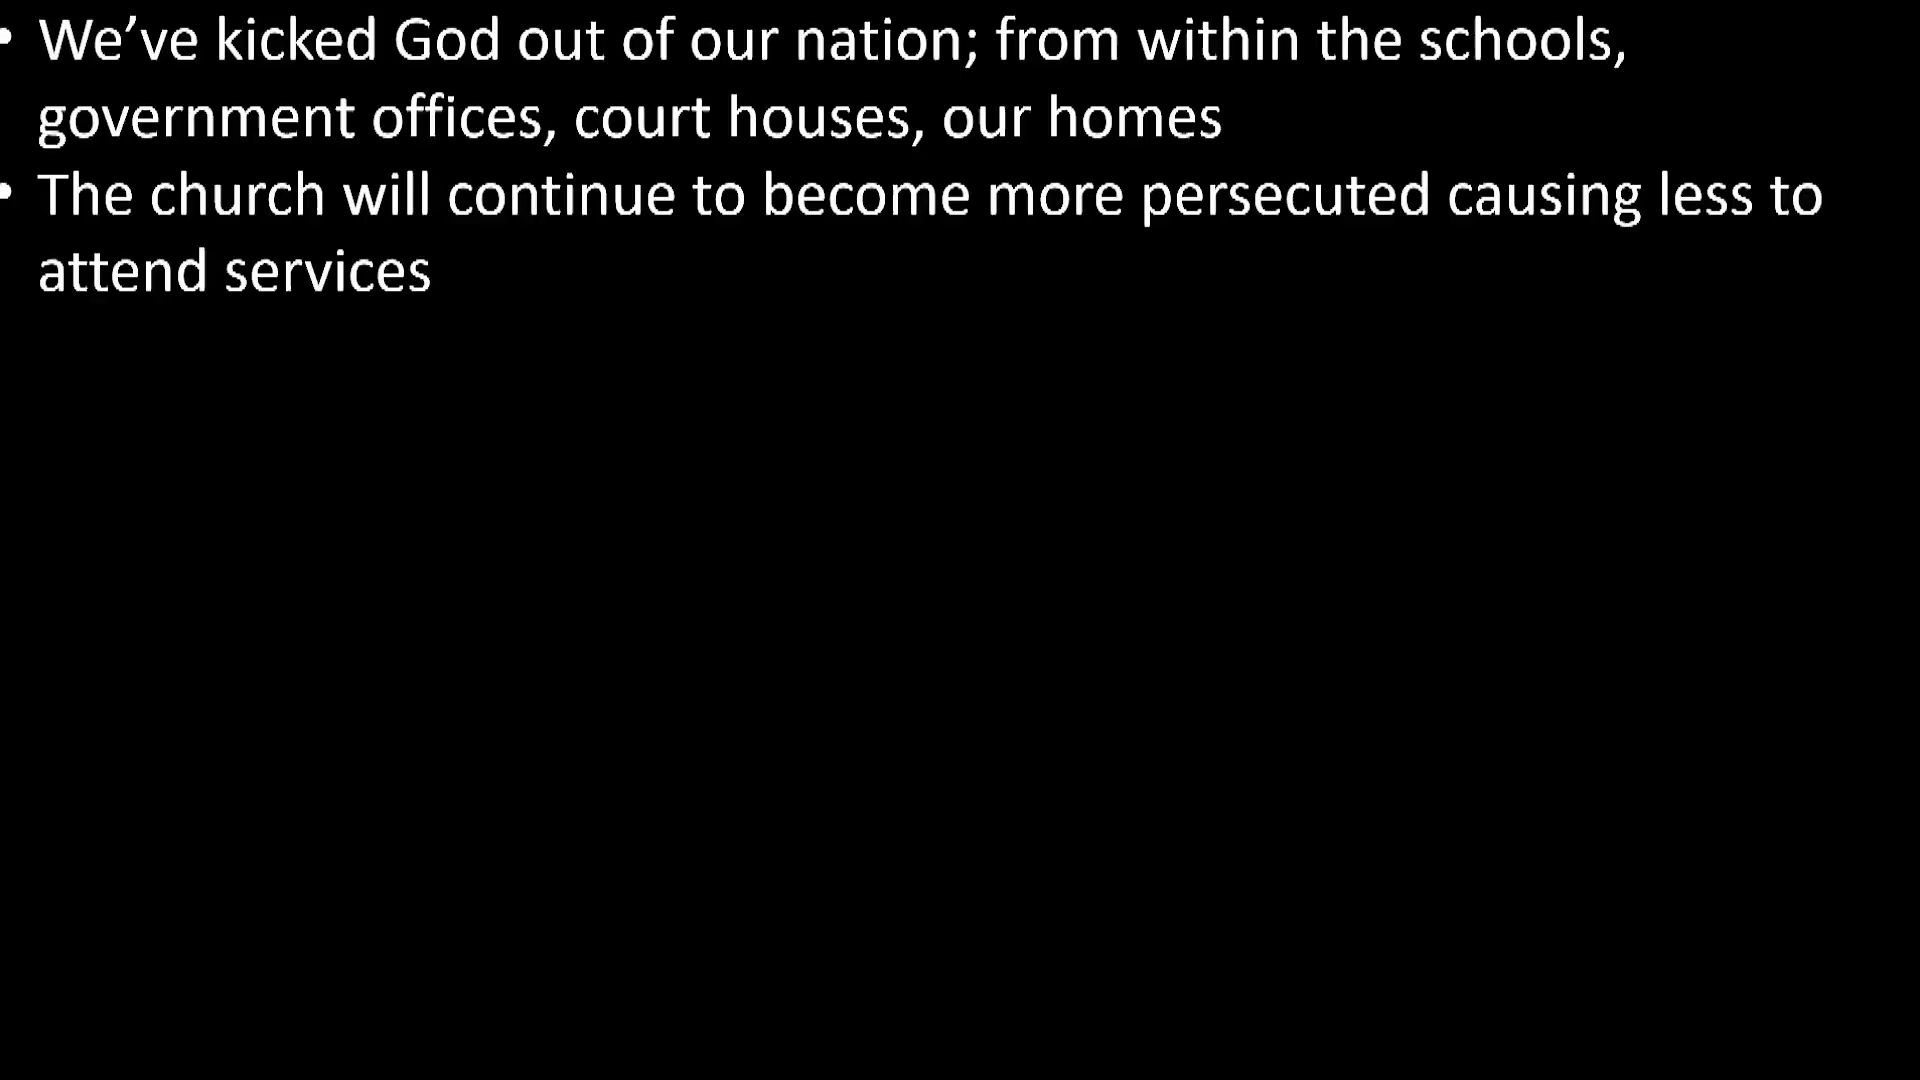 • We’ve kicked God out of our nation; from within the schools,
government offices, court houses, our homes
• The church will continue to become more persecuted causing less to
attend services